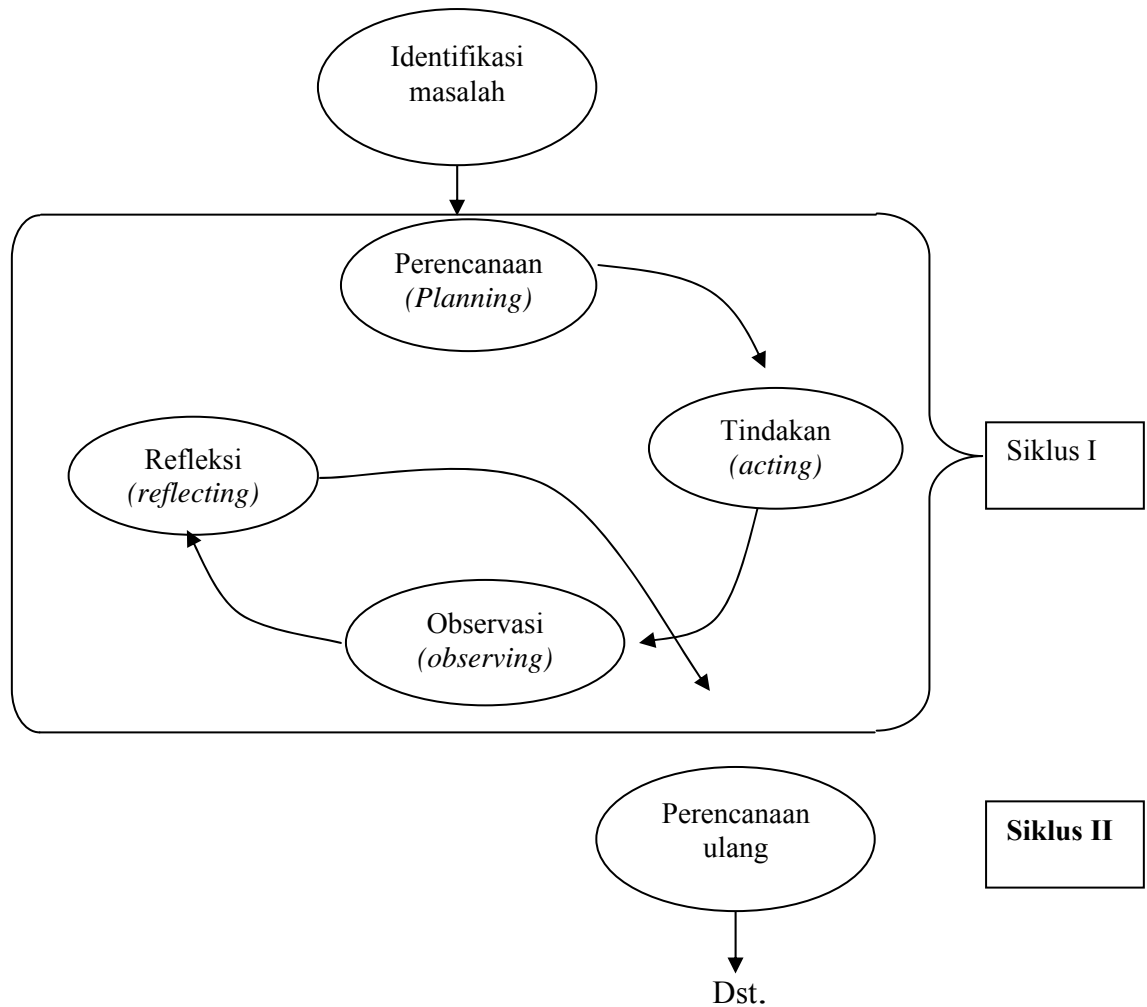 Identifikasi
masalah
Perencanaan
(Planning)
Tindakan
(acting)
Siklus I
Refleksi
(reflecting)
Observasi
(observing)
Perencanaan
ulang
Siklus II
Dst.